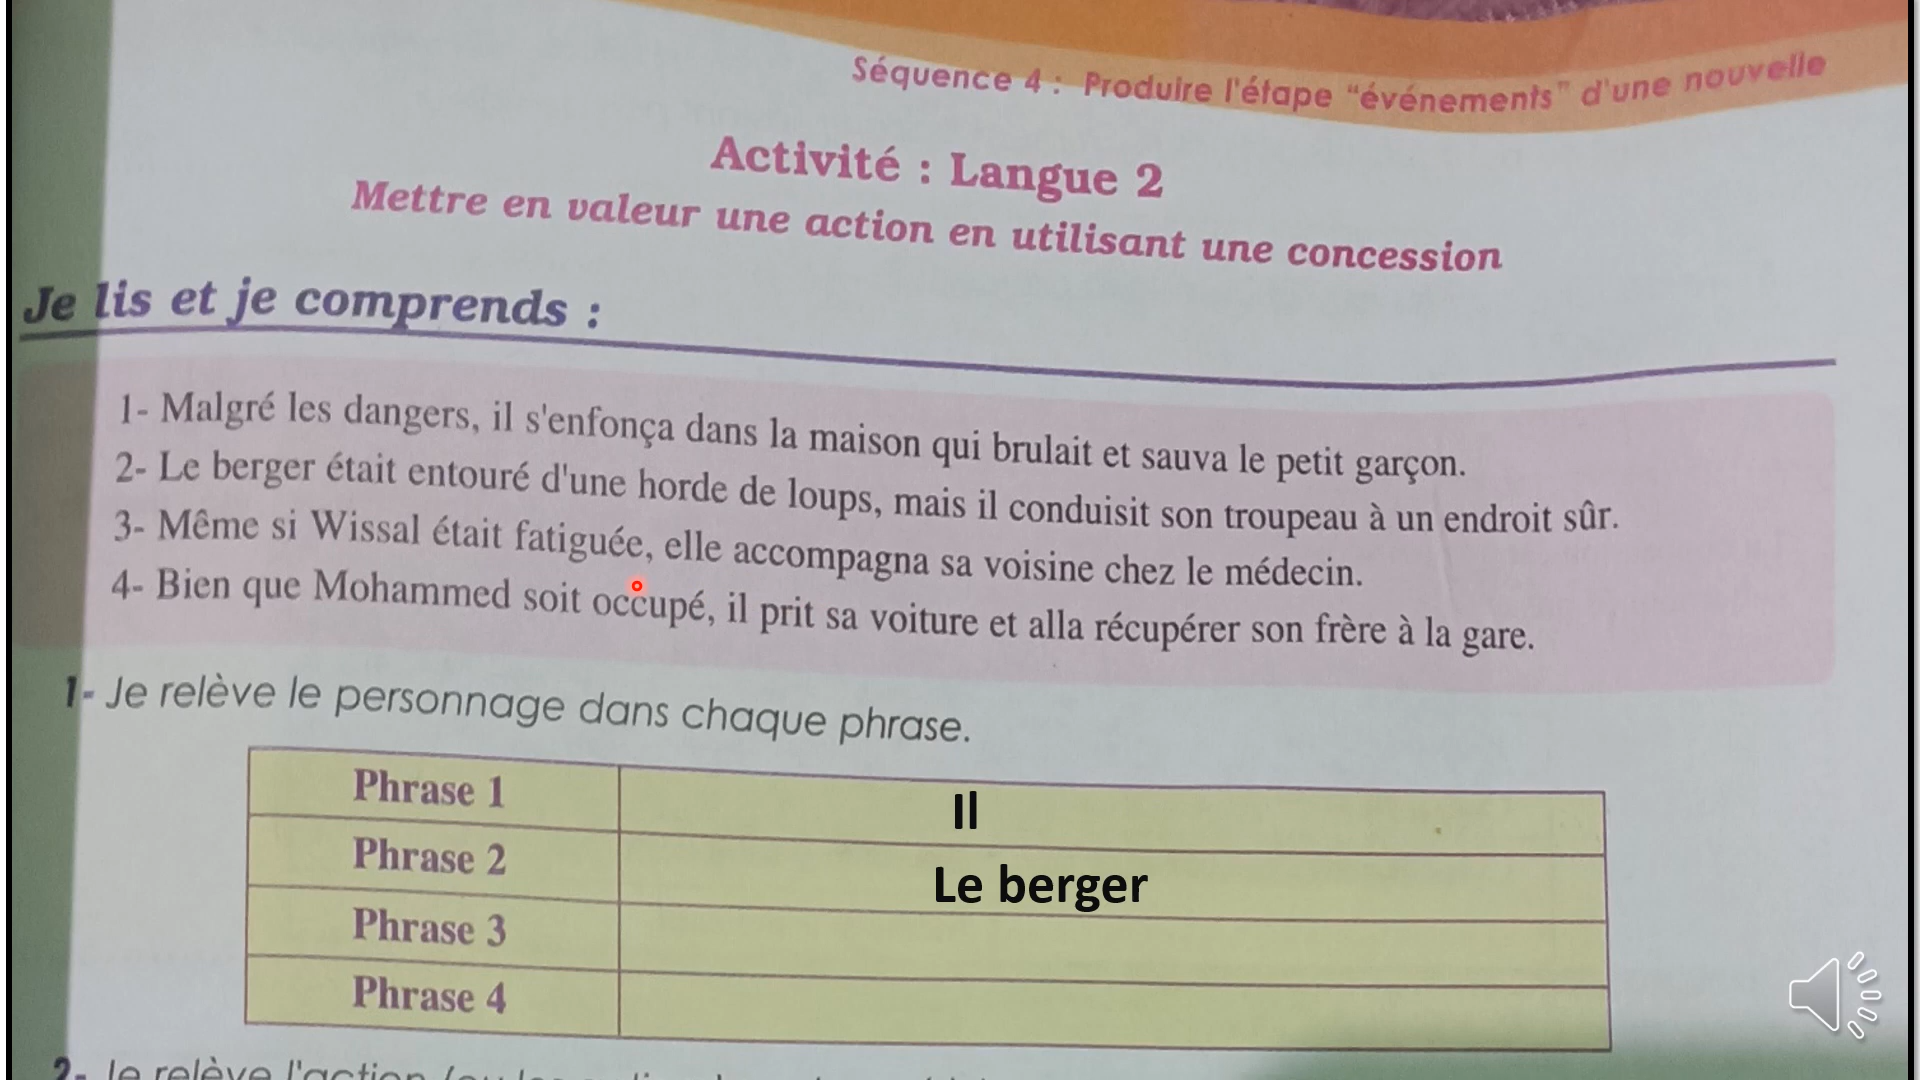 Séquence 4 : Produire l'étape “événements” d'une nouvelle
Activité : Langue 2
Mettre en valeur une action en utilisant une concession
Je lis et je comprends :
1- Malgré les dangers, il s'enfonça dans la maison qui brulait et sauva le petit garçon.
2- Le berger était entouré d'une horde de loups, mais il conduisit son troupeau à un endroit sûr.
3- Même si Wissal était fatiguée, elle accompagna sa voisine chez le médecin.
4- Bien que Mohammed soit occupé, il prit sa voiture et alla récupérer son frère à la gare.
1- Je relève le personnage dans chaque phrase.
Phrase 1 Il
Phrase 2 Le berger
Phrase 3
Phrase 4
2- Je relève l'action